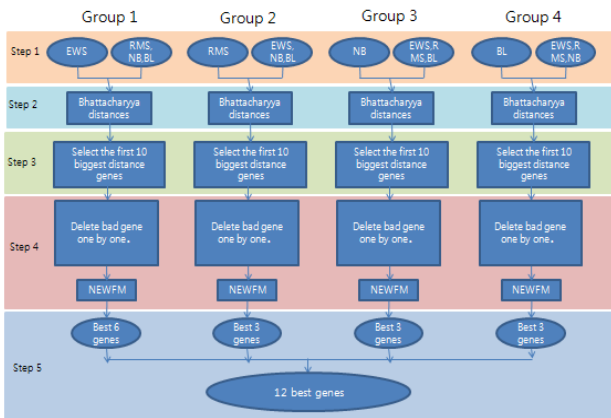 Group 1 Group 2 Group 3 Group 4
Step 1
EWS
RMS,
NB,BL
RMS
EWS,
NB,BL
NB
EWS,R
MS,BL
BL
EWS,R
MS,NB
Step 2
Bhattacharyya
distances
Bhattacharyya
distances
Bhattacharyya
distances
Bhattacharyya
distances
Step 3
Select the first 10
biggest distance
genes
Select the first 10
biggest distance
genes
Select the first 10
biggest distance
genes
Select the first 10
biggest distance
genes
Step 4
Delete bad gene
one by one.
Delete bad gene
one by one.
Delete bad gene
one by one.
Delete bad gene
one by one.
NEWFM
NEWFM
NEWFM
NEWFM
Step 5
Best 6
genes
Best 3
genes
Best 3
genes
Best 3
genes
12 best genes